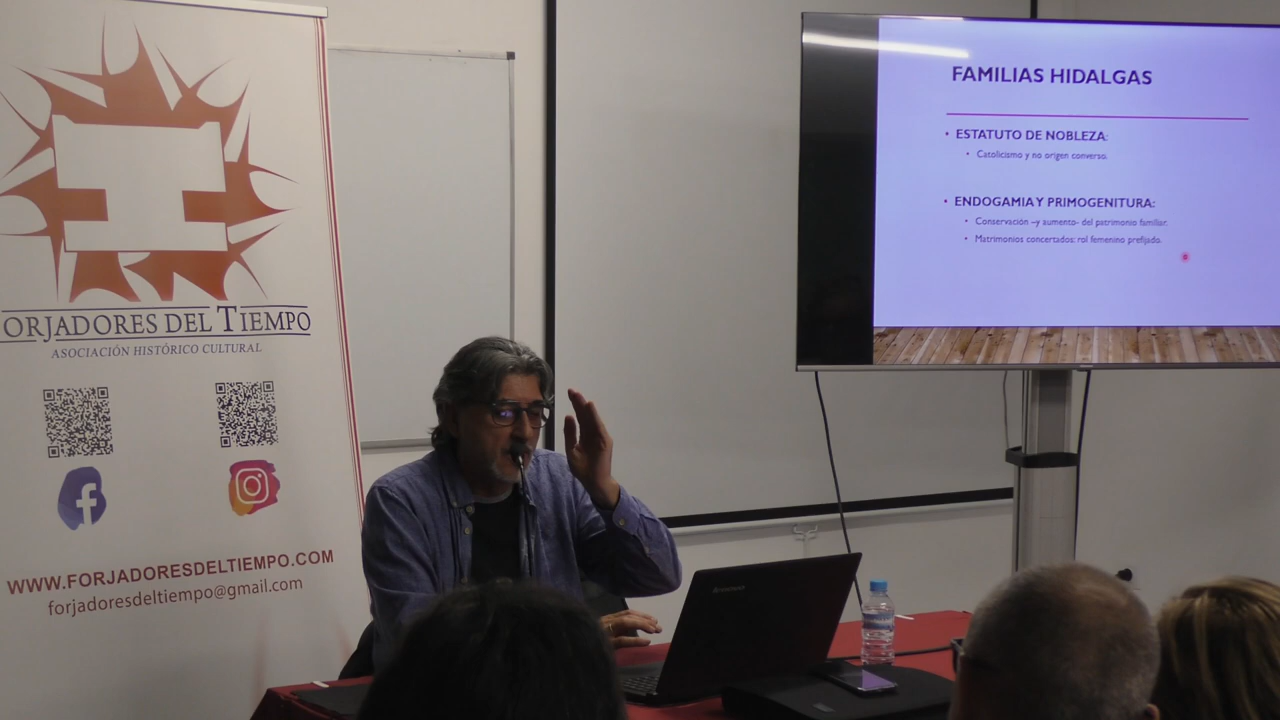 ORJADORES DEL TIEMPO
ASOCIACIÓN HISTÓRICO CULTURAL
WWW.FORJADORESDELTIEMPO.COM
forjadoresdeltiempo@gmail.com
FAMILIAS HIDALGAS
• ESTATUTO DE NOBLEZA:
• Catolicismo y no origen converso.
• ENDOGAMIA Y PRIMOGENITURA:
• Conservación –y aumento- del patrimonio familiar.
• Matrimonios concertados: rol femenino prefijado.
lenovo